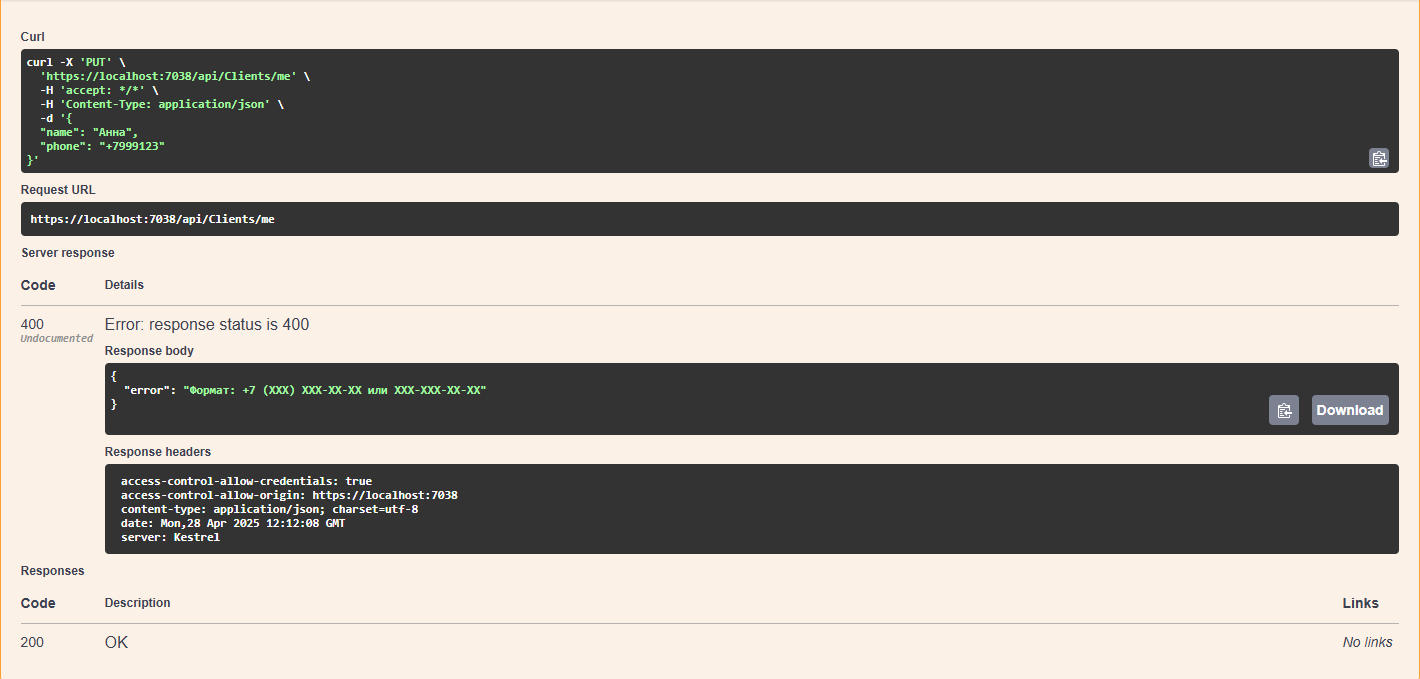 Curl
curl -X 'PUT' \
'https://localhost:7038/api/Clients/me' \
-H 'accept: */*' \
-H 'Content-Type: application/json' \
-d '{
"name": "Анна",
"phone": "+7999123"
}'
Request URL
https://localhost:7038/api/Clients/me
Server response
Code Details
400 Error: response status is 400
Undocumented
Response body
{
"error": "Формат: +7 (XXX) XXX-XX-XX или XXX-XXX-XX-XX"
}
Download
Response headers
access-control-allow-credentials: true
access-control-allow-origin: https://localhost:7038
content-type: application/json; charset=utf-8
date: Mon,28 Apr 2025 12:12:08 GMT
server: Kestrel
Responses
Code Description Links
200 OK No links